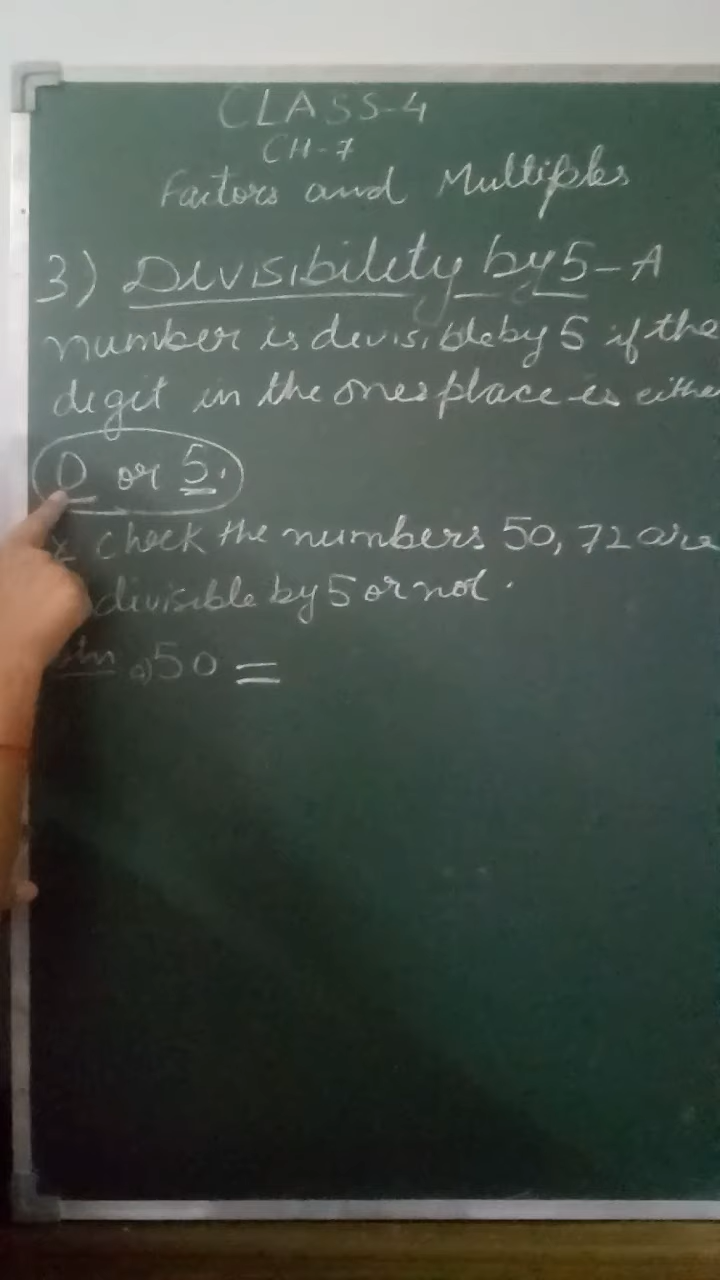 CLASS-4
CH-7
Factors and Multiples
3) Divisibility by 5 - A
number is divisible by 5 if the
digit in the ones place is either
0 or 5.
check the numbers 50, 72 are
divisible by 5 or not.
a) 50 =